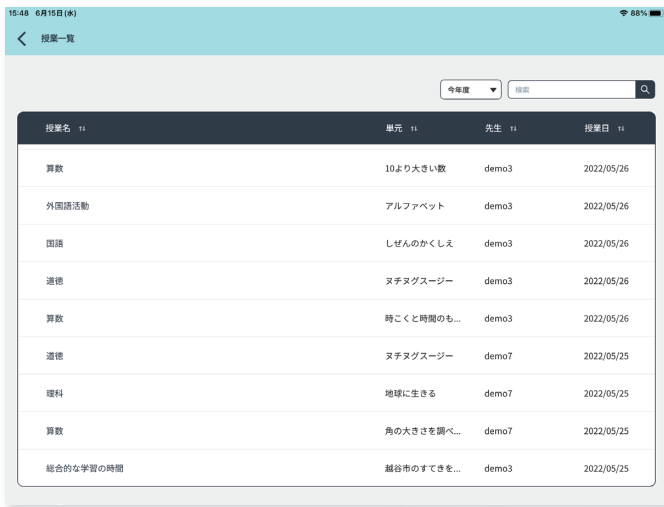 15:48 6月15日(水) 88%
授業一覧
今年度 検索
授業名 単元 先生 授業日
算数 10より大きい数 demo3 2022/05/26
外国語活動 アルファベット demo3 2022/05/26
国語 しぜんのかくしえ demo3 2022/05/26
道徳 ヌチヌグスージー demo3 2022/05/26
算数 時こくと時間のも... demo3 2022/05/26
道徳 ヌチヌグスージー demo7 2022/05/25
理科 地球に生きる demo7 2022/05/25
算数 角の大きさを調べ... demo7 2022/05/25
総合的な学習の時間 越谷市のすてきを... demo3 2022/05/25